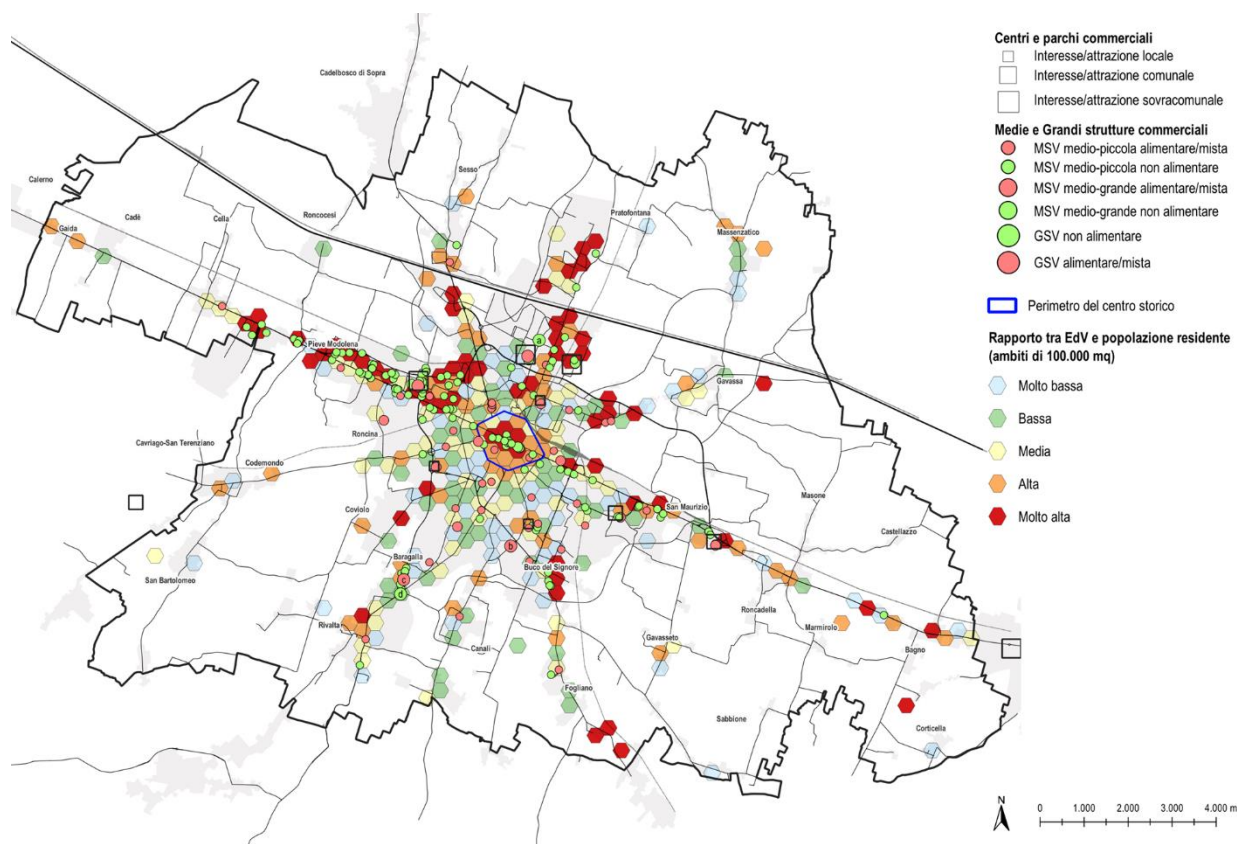 Centri e parchi commerciali
Interesse/attrazione locale
Interesse/attrazione comunale
Interesse/attrazione sovracomunale
Medie e Grandi strutture commerciali
MSV medio-piccola alimentare/mista
MSV medio-piccola non alimentare
MSV medio-grande alimentare/mista
MSV medio-grande non alimentare
GSV non alimentare
GSV alimentare/mista
Perimetro del centro storico
Rapporto tra EdV e popolazione residente
(ambiti di 100.000 mq)
Molto bassa
Bassa
Media
Alta
Molto alta
Cadelbosco di Sopra
Calerno
Cadè
Gaida
Cella
Roncocesi
Sesso
Pratofontana
Massenzatico
Pieve Modolena
a
Gavassa
Roncina
Cavriago-San Terenziano
Codemondo
Coviolo
San Maurizio
Masone
Castellazzo
Baragalla
b
c
d
Buco del Signore
San Bartolomeo
Rivalta
Canali
Gavasseto
Roncadella
Marmirolo
Bagno
Fogliano
Sabbione
Corticella
N
0 1.000 2.000 3.000 4.000 m